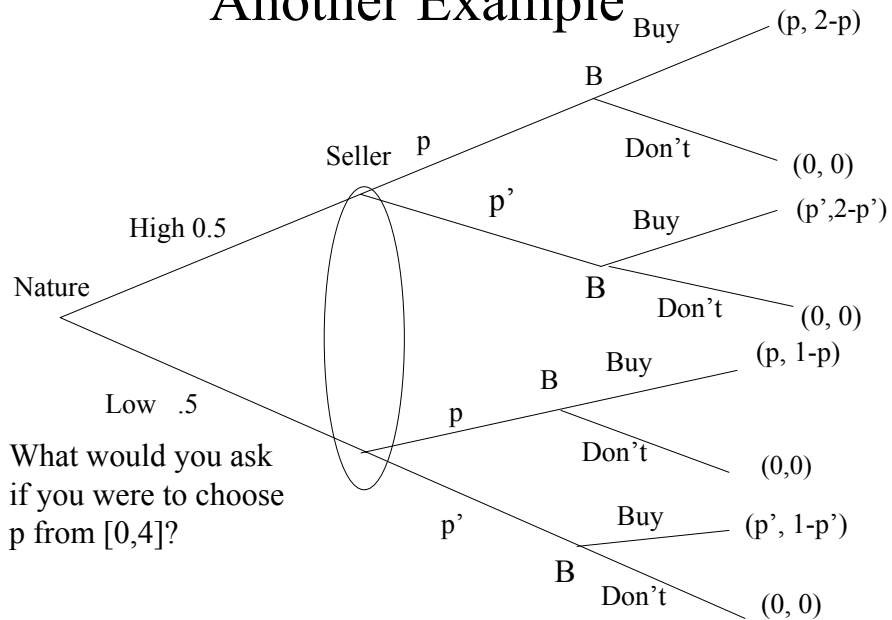 Another Example
Buy
(p, 2-p)
B
Seller
p
Don’t
(0, 0)
p’
Buy
(p’,2-p’)
High 0.5
Nature
B
Don’t
(0, 0)
Buy
(p, 1-p)
B
Low .5
p
What would you ask
if you were to choose
p from [0,4]?
Don’t
(0,0)
p’
Buy
(p’, 1-p’)
B
Don’t
(0, 0)